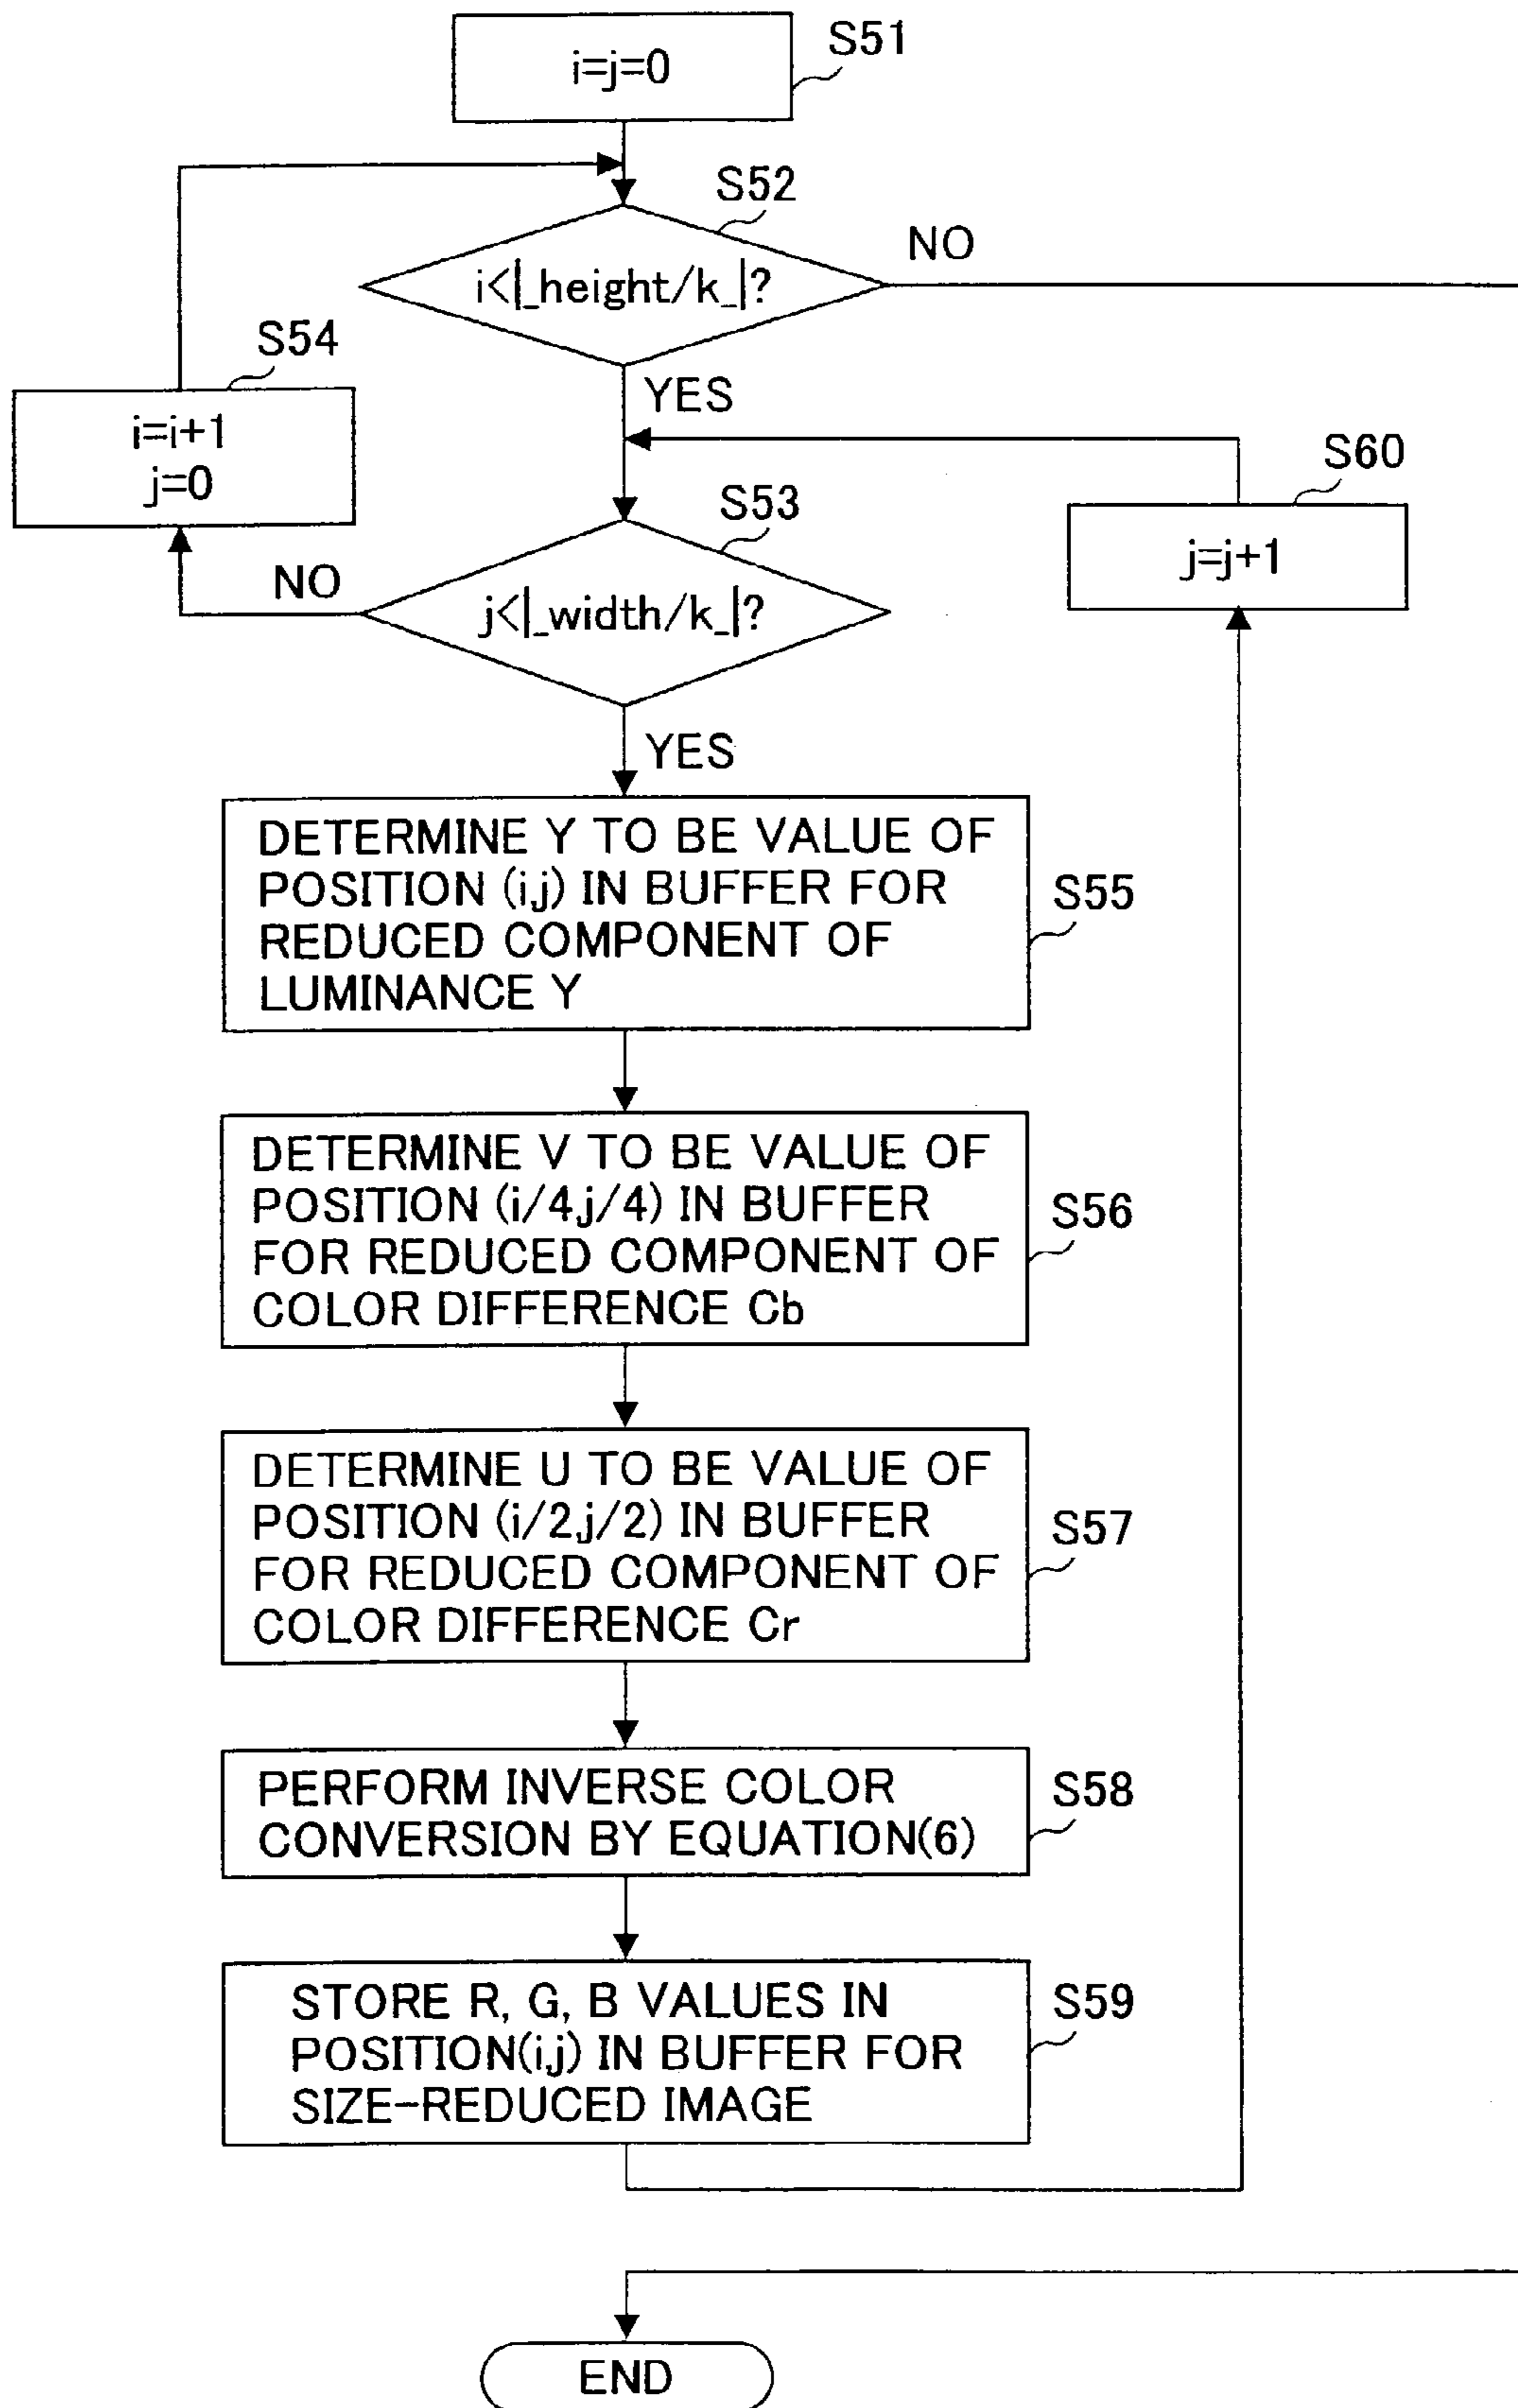 i=j=0
S51
S52
i<|_height/k_|?
NO
YES
S54
i=i+1
j=0
S53
j<|_width/k_|?
NO
YES
S60
j=j+1
DETERMINE Y TO BE VALUE OF
POSITION (i,j) IN BUFFER FOR
REDUCED COMPONENT OF
LUMINANCE Y
S55
DETERMINE V TO BE VALUE OF
POSITION (i/4,j/4) IN BUFFER
FOR REDUCED COMPONENT OF
COLOR DIFFERENCE Cb
S56
DETERMINE U TO BE VALUE OF
POSITION (i/2,j/2) IN BUFFER
FOR REDUCED COMPONENT OF
COLOR DIFFERENCE Cr
S57
PERFORM INVERSE COLOR
CONVERSION BY EQUATION(6)
S58
STORE R, G, B VALUES IN
POSITION(i,j) IN BUFFER FOR
SIZE-REDUCED IMAGE
S59
END